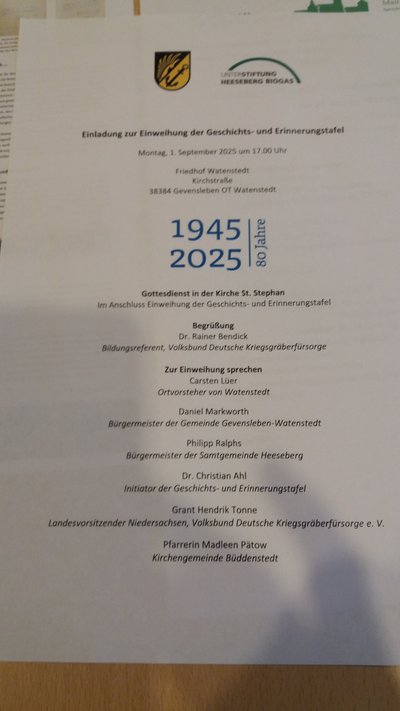 UNTERSTIFTUNG
HEESEBERG BIOGAS
Einladung zur Einweihung der Geschichts- und Erinnerungstafel
Montag, 1. September 2025 um 17.00 Uhr
Friedhof Watenstedt
Kirchstraße
38384 Gevensleben OT Watenstedt
1945
2025
80 Jahre
Gottesdienst in der Kirche St. Stephan
Im Anschluss Einweihung der Geschichts- und Erinnerungstafel
Begrüßung
Dr. Rainer Bendick
Bildungsreferent, Volksbund Deutsche Kriegsgräberfürsorge
Zur Einweihung sprechen
Carsten Lüer
Ortvorsteher von Watenstedt
Daniel Markworth
Bürgermeister der Gemeinde Gevensleben-Watenstedt
Philipp Ralphs
Bürgermeister der Samtgemeinde Heeseberg
Dr. Christian Ahl
Initiator der Geschichts- und Erinnerungstafel
Grant Hendrik Tonne
Landesvorsitzender Niedersachsen, Volksbund Deutsche Kriegsgräberfürsorge e. V.
Pfarrerin Madleen Pätow
Kirchengemeinde Büddenstedt